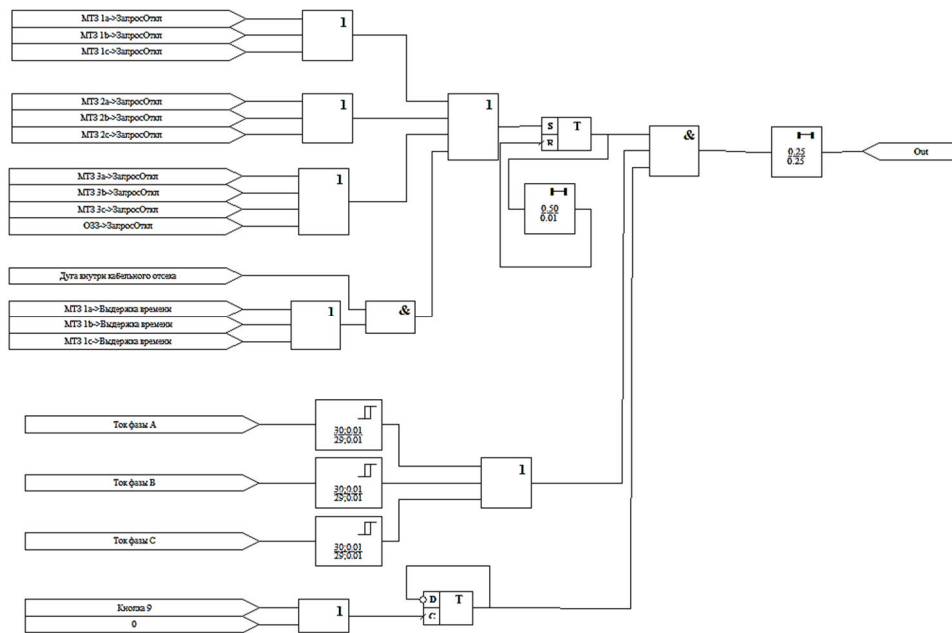 МТЗ 1a->ЗапросОткл
МТЗ 1b->ЗапросОткл
МТЗ 1c->ЗапросОткл
1
МТЗ 2a->ЗапросОткл
МТЗ 2b->ЗапросОткл
МТЗ 2c->ЗапросОткл
1
1
S T
R
&
0.25
0.25
Out
МТЗ 3a->ЗапросОткл
МТЗ 3b->ЗапросОткл
МТЗ 3c->ЗапросОткл
ОЗЗ->ЗапросОткл
1
0.50
0.01
Дуга внутри кабельного отсека
МТЗ 1a->Выдержка времени
МТЗ 1b->Выдержка времени
МТЗ 1c->Выдержка времени
1
&
Ток фазы А
30;0.01
29;0.01
Ток фазы В
30;0.01
29;0.01
1
Ток фазы С
30;0.01
29;0.01
Кнопка 9
0
1
D T
C